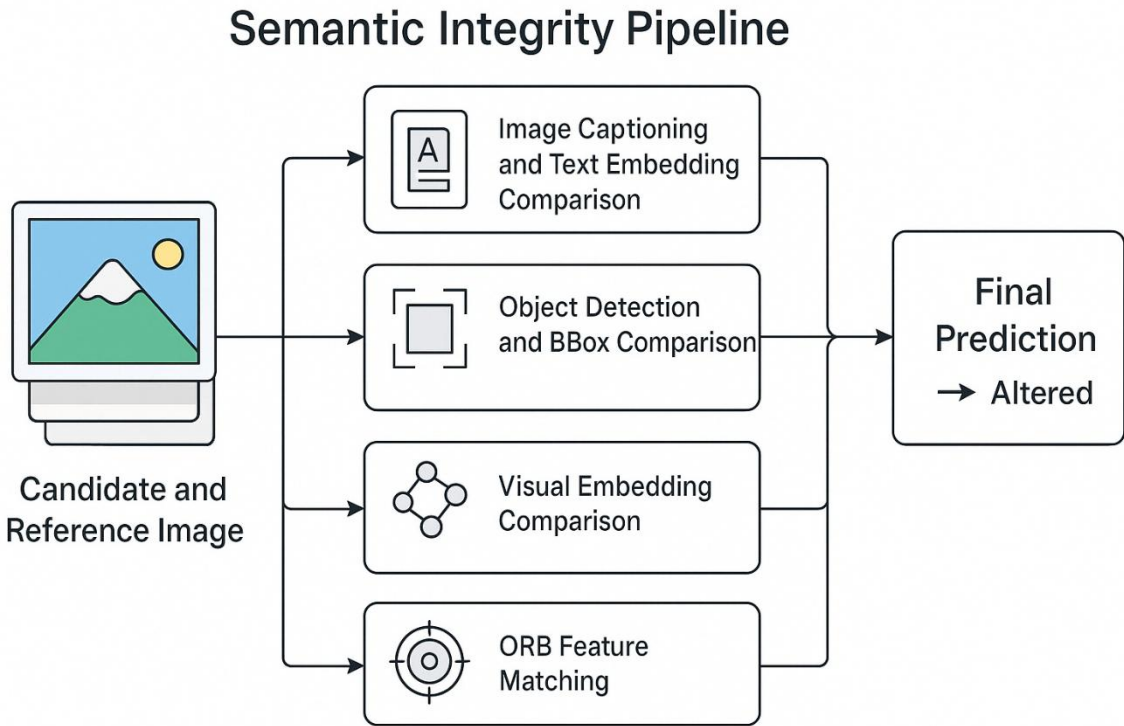 Semantic Integrity Pipeline
Candidate and
Reference Image
A
Image Captioning
and Text Embedding
Comparison
Object Detection
and BBox Comparison
Visual Embedding
Comparison
ORB Feature
Matching
Final
Prediction
→ Altered